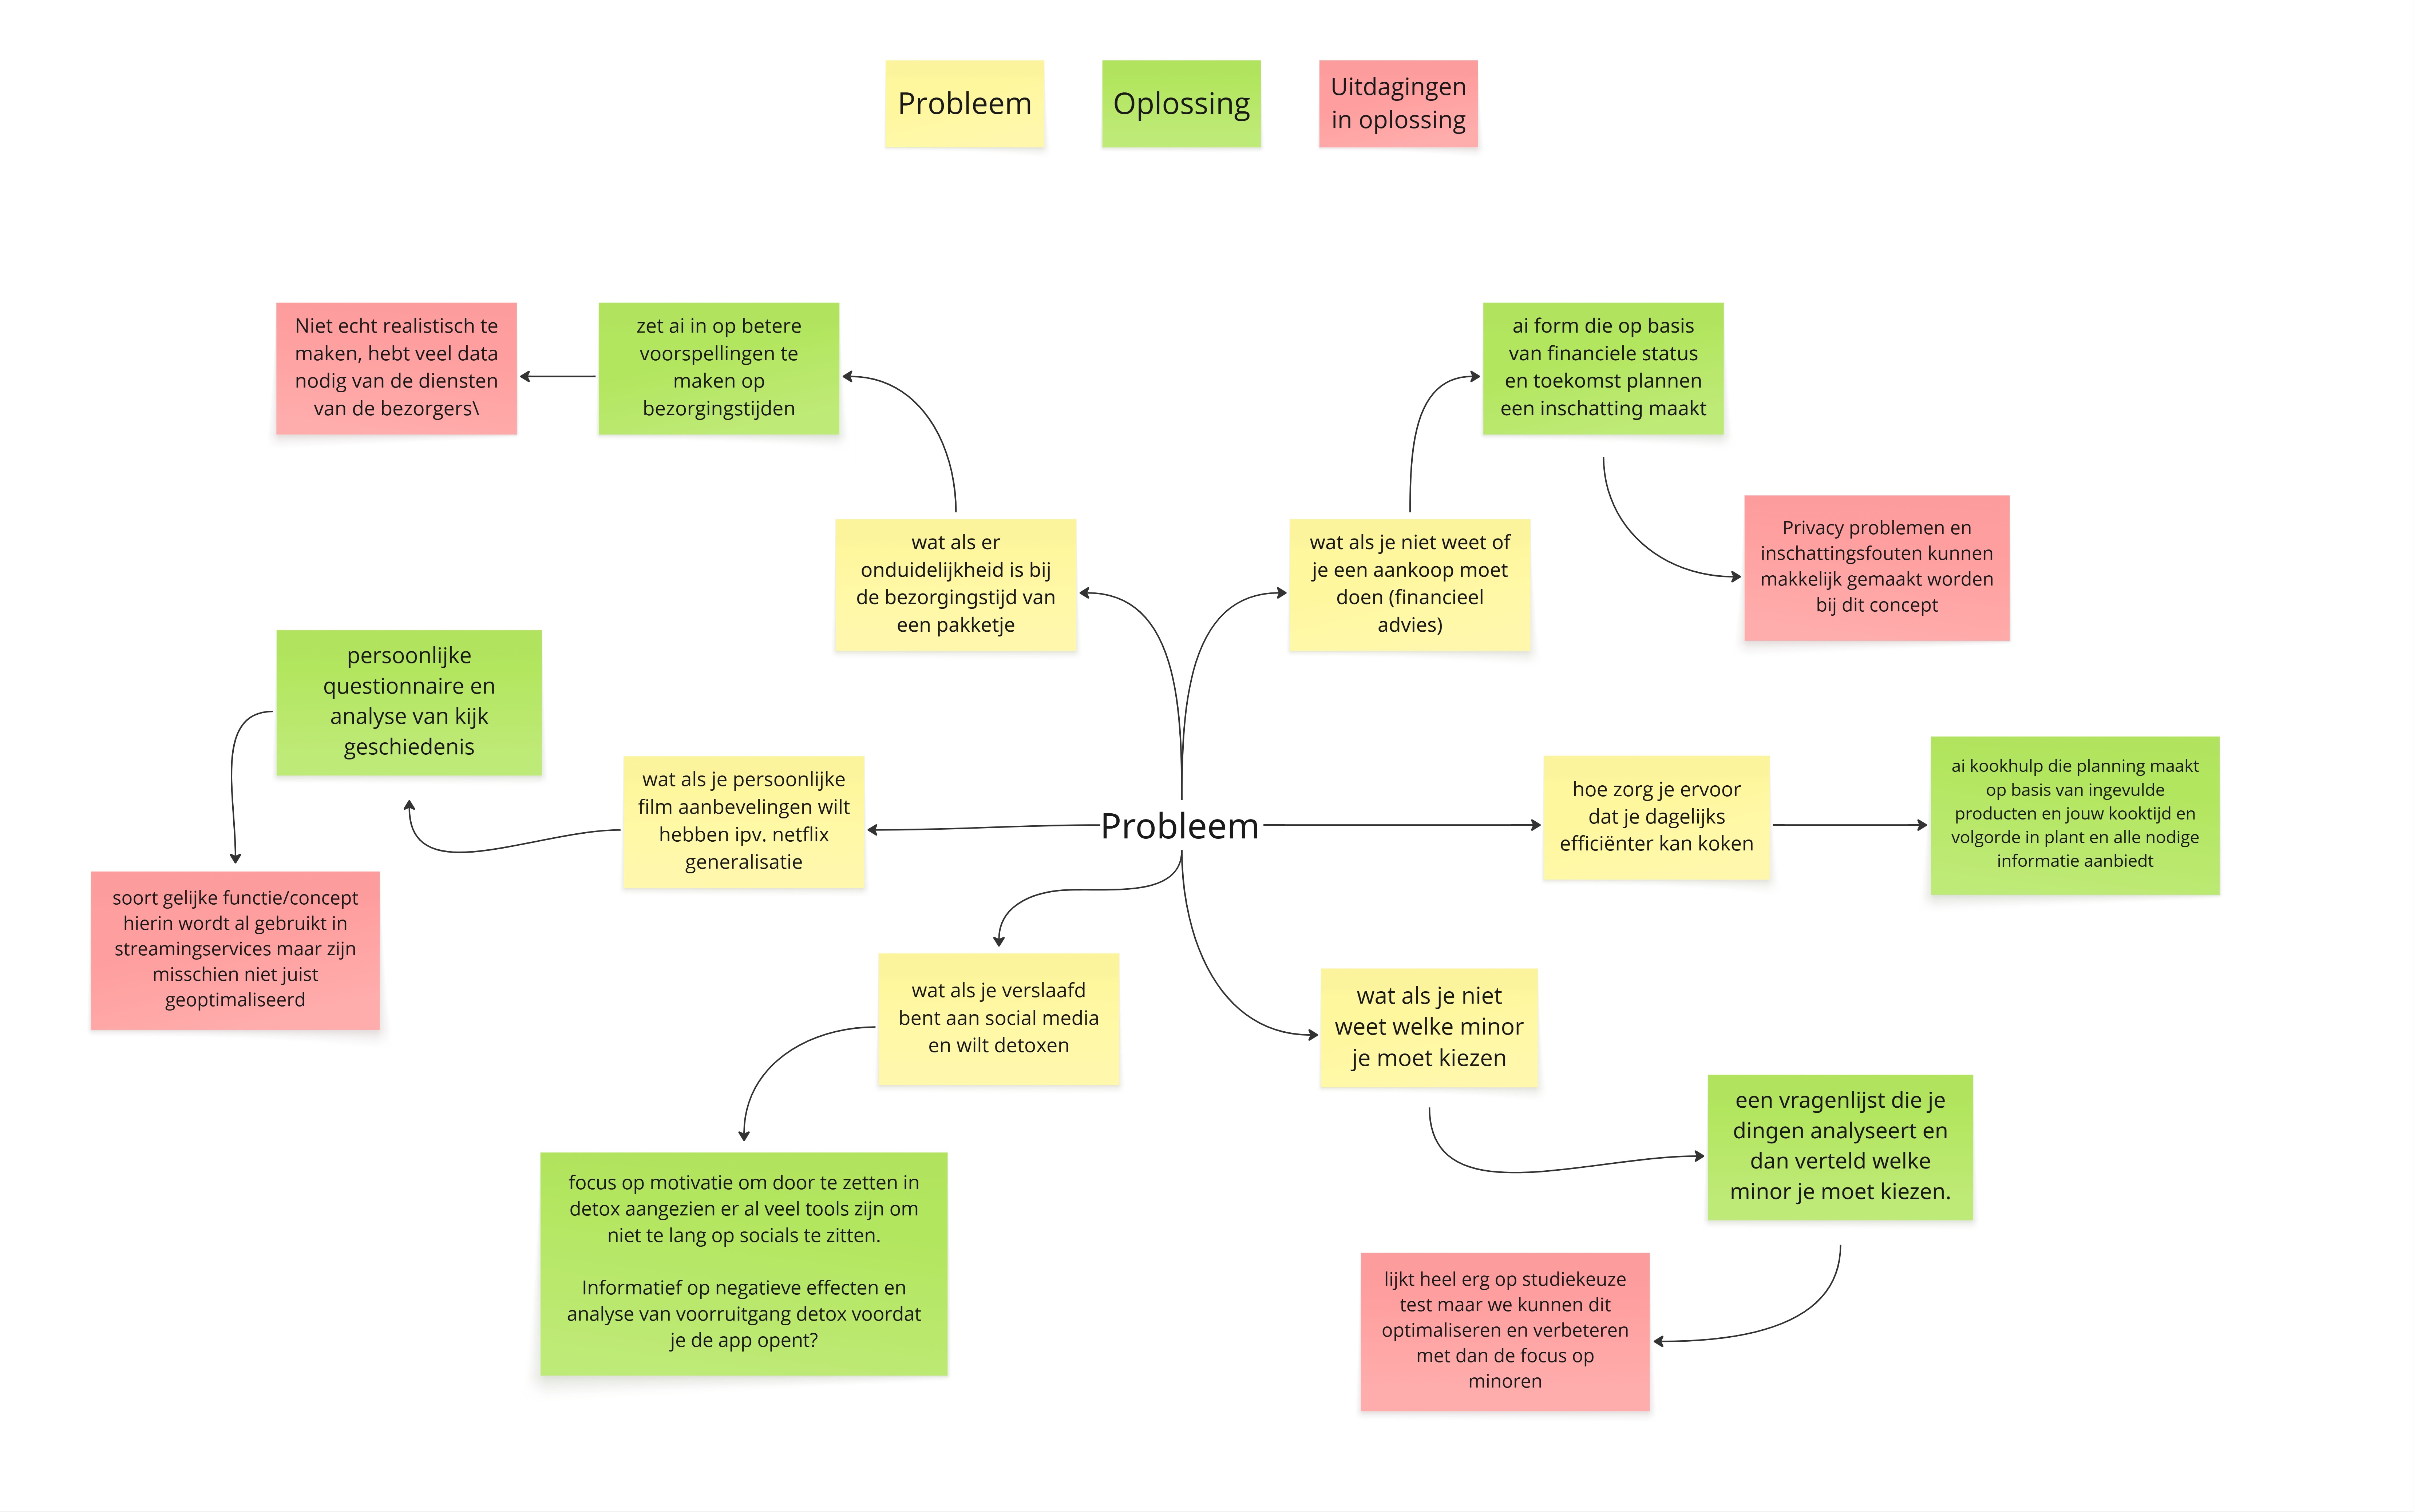 Probleem
Oplossing
Uitdagingen
in oplossing
Niet echt realistisch te
maken, hebt veel data
nodig van de diensten
van de bezorgers\
zet ai in op betere
voorspellingen te
maken op
bezorgingstijden
ai form die op basis
van financiele status
en toekomst plannen
een inschatting maakt
wat als er
onduidelijkheid is bij
de bezorgingstijd van
een pakketje
wat als je niet weet of
je een aankoop moet
doen (financieel
advies)
Privacy problemen en
inschattingsfouten kunnen
makkelijk gemaakt worden
bij dit concept
persoonlijke
questionnaire en
analyse van kijk
geschiedenis
wat als je persoonlijke
film aanbevelingen wilt
hebben ipv. netflix
generalisatie
Probleem
hoe zorg je ervoor
dat je dagelijks
efficiënter kan koken
ai kookhulp die planning maakt
op basis van ingevulde
producten en jouw kooktijd en
volgorde in plant en alle nodige
informatie aanbiedt
soort gelijke functie/concept
hierin wordt al gebruikt in
streamingservices maar zijn
misschien niet juist
geoptimaliseerd
wat als je verslaafd
bent aan social media
en wilt detoxen
wat als je niet
weet welke minor
je moet kiezen
focus op motivatie om door te zetten in
detox aangezien er al veel tools zijn om
niet te lang op socials te zitten.
Informatief op negatieve effecten en
analyse van voorruitgang detox voordat
je de app opent?
een vragenlijst die je
dingen analyseert en
dan verteld welke
minor je moet kiezen.
lijkt heel erg op studiekeuze
test maar we kunnen dit
optimaliseren en verbeteren
met dan de focus op
minoren